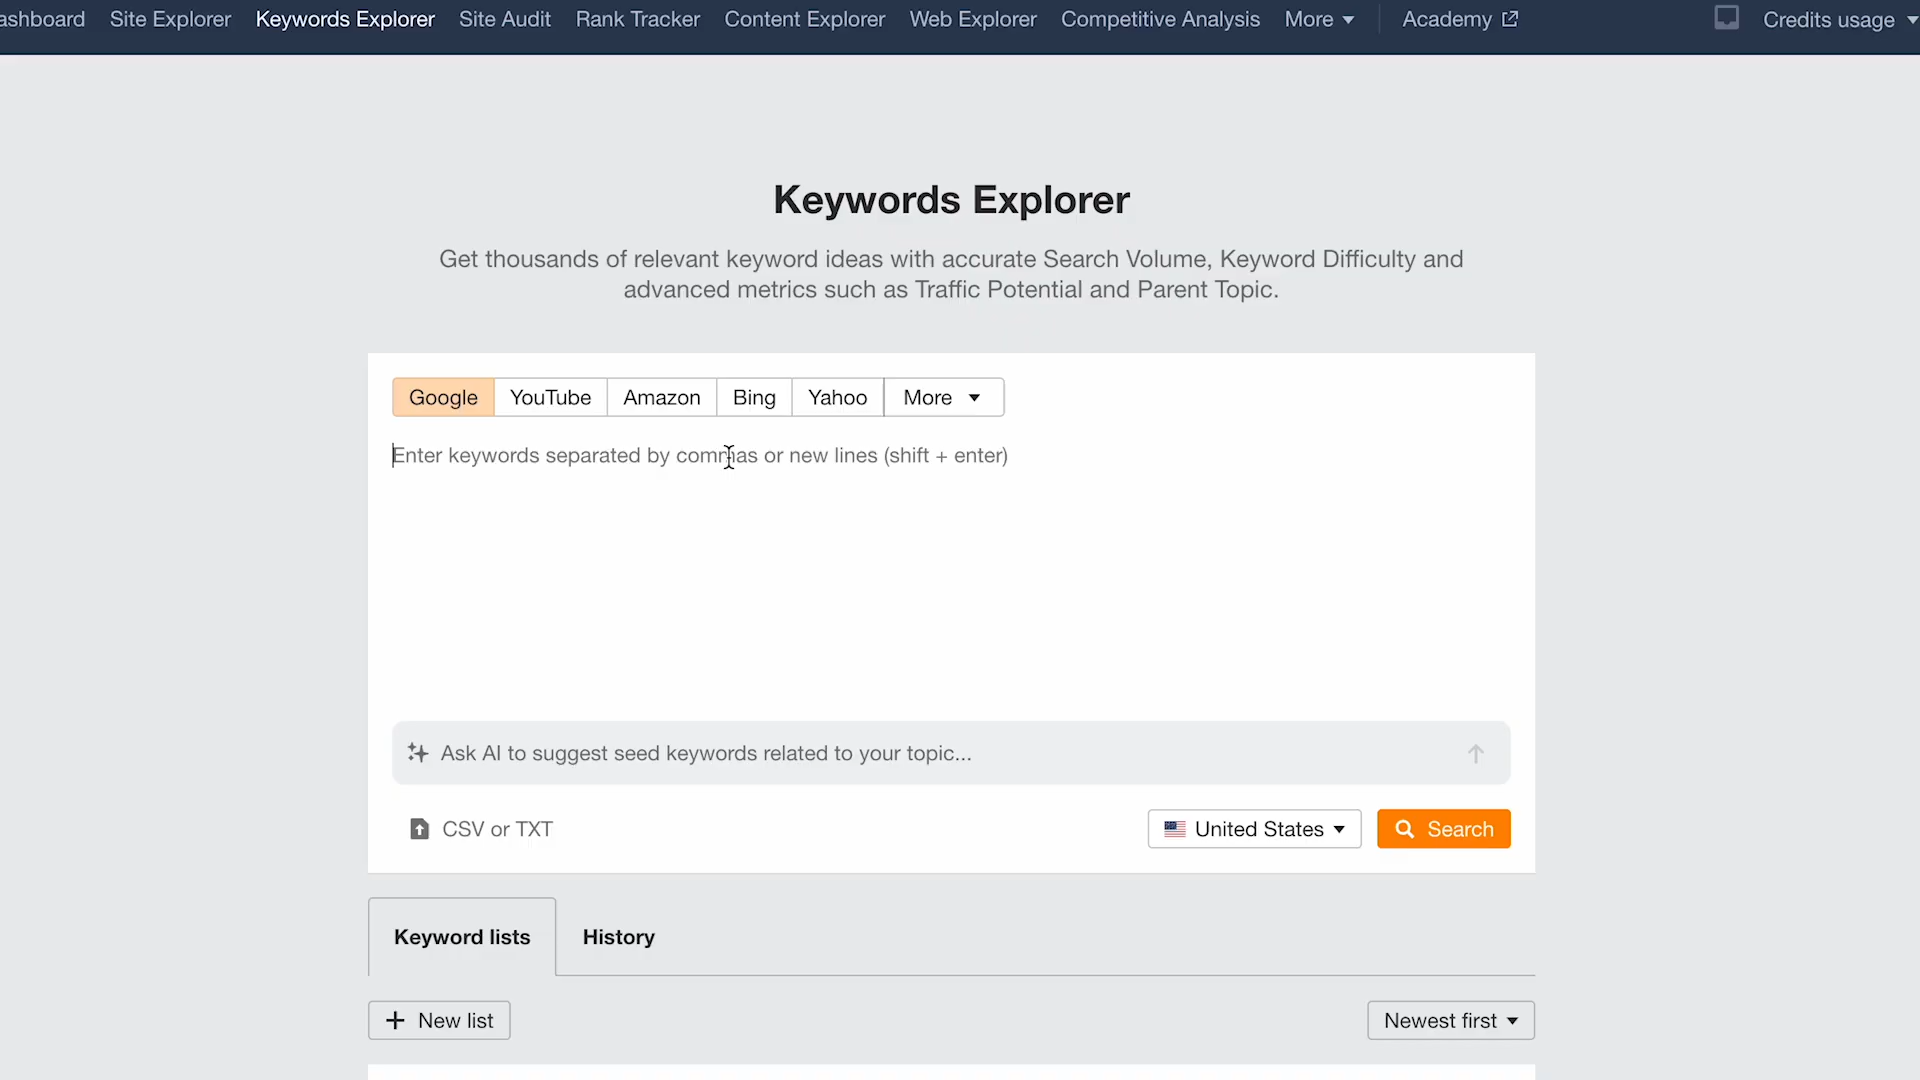 ashboard Site Explorer Keywords Explorer Site Audit Rank Tracker Content Explorer Web Explorer Competitive Analysis More Academy Credits usage
Keywords Explorer
Get thousands of relevant keyword ideas with accurate Search Volume, Keyword Difficulty and
advanced metrics such as Traffic Potential and Parent Topic.
Google YouTube Amazon Bing Yahoo More
Enter keywords separated by commas or new lines (shift + enter)
Ask AI to suggest seed keywords related to your topic...
CSV or TXT United States Search
Keyword lists History
+ New list Newest first